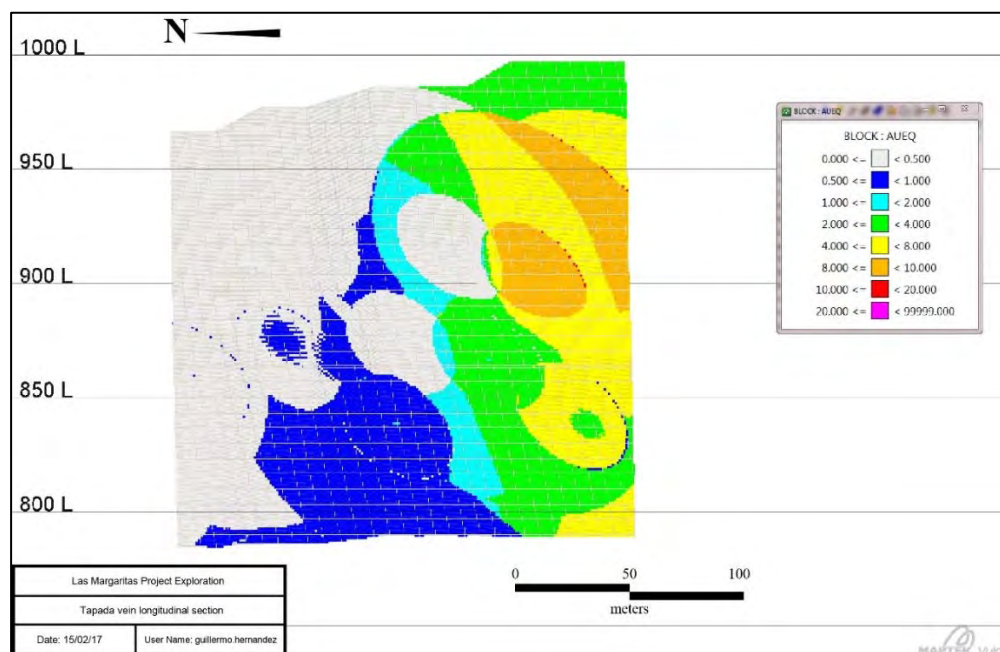 N
1000 L
950 L
900 L
850 L
800 L
BLOCK : AUEQ
BLOCK : AUEQ
0.000 <= < 0.500
0.500 <= < 1.000
1.000 <= < 2.000
2.000 <= < 4.000
4.000 <= < 8.000
8.000 <= < 10.000
10.000 <= < 20.000
20.000 <= < 99999.000
0 50 100
meters
Las Margaritas Project Exploration
Tapada vein longitudinal section
Date: 15/02/17 User Name: guillermo.hernandez